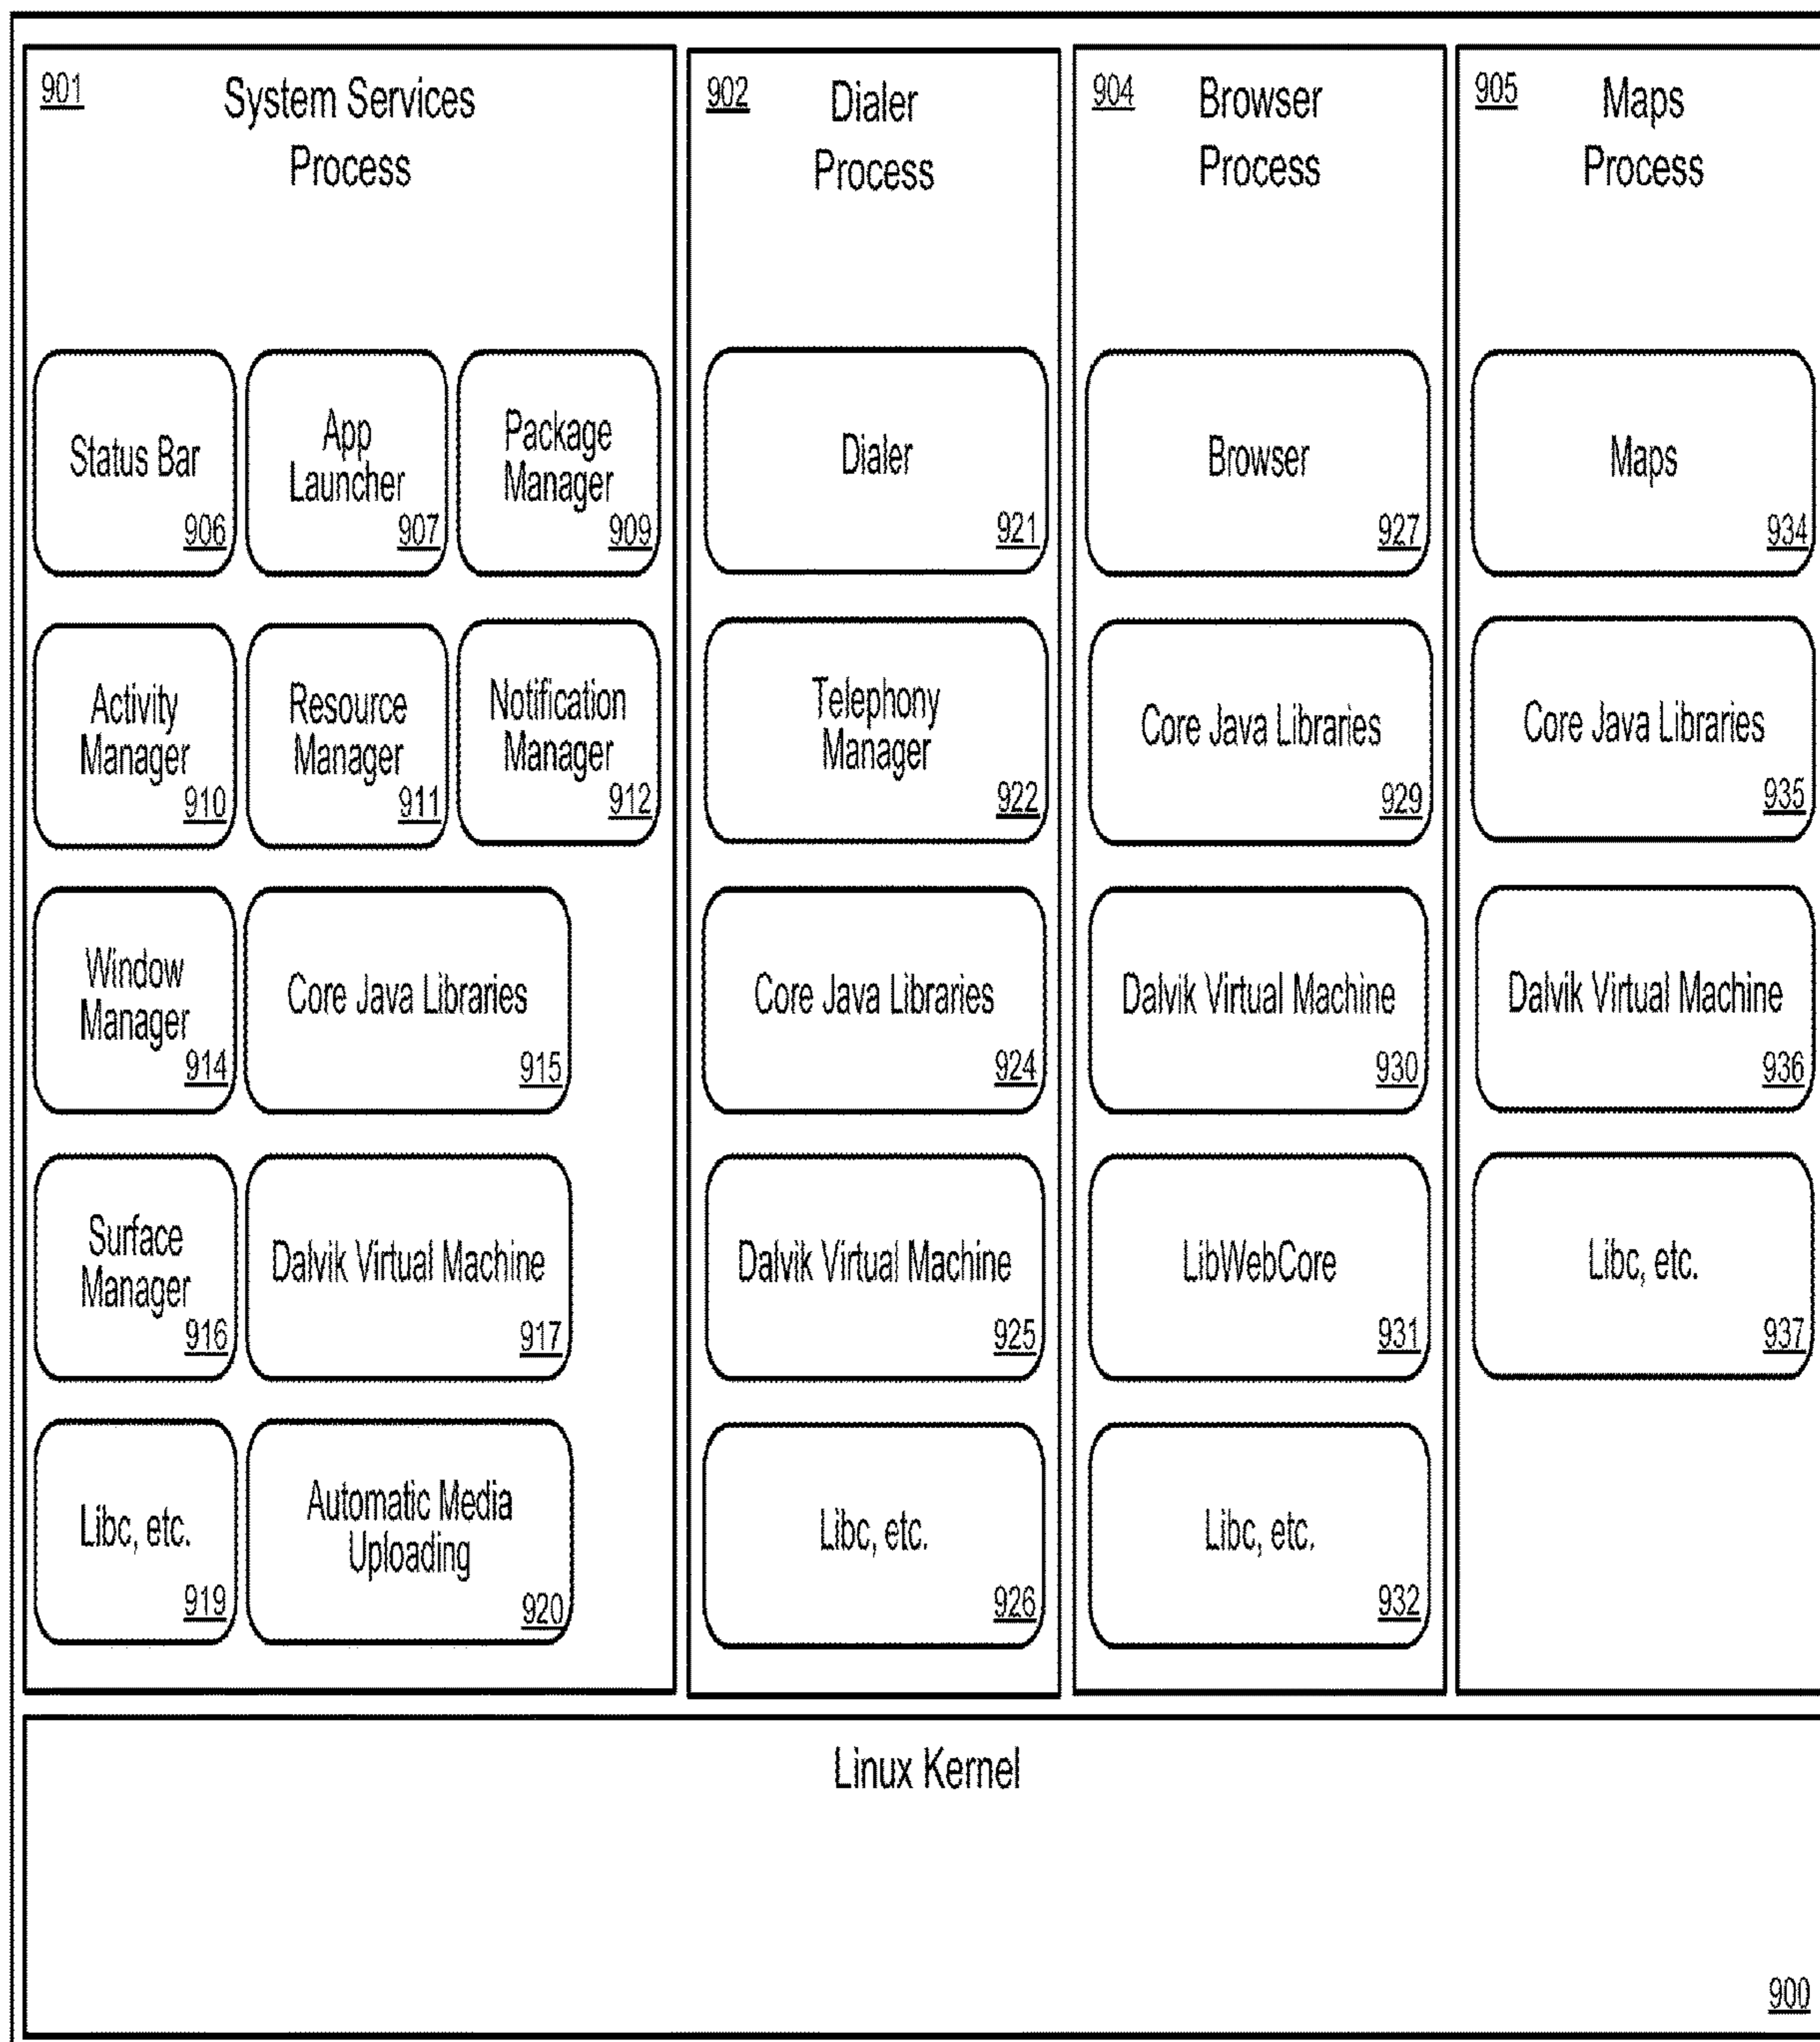 901
System Services
Process
Status Bar
906
App
Launcher
907
Package
Manager
909
Activity
Manager
910
Resource
Manager
911
Notification
Manager
912
Window
Manager
914
Core Java Libraries
915
Surface
Manager
916
Dalvik Virtual Machine
917
Libc, etc.
919
Automatic Media
Uploading
920
902
Dialer
Process
Dialer
921
Telephony
Manager
922
Core Java Libraries
924
Dalvik Virtual Machine
925
Libc, etc.
926
904
Browser
Process
Browser
927
Core Java Libraries
929
Dalvik Virtual Machine
930
LibWebCore
931
Libc, etc.
932
905
Maps
Process
Maps
934
Core Java Libraries
935
Dalvik Virtual Machine
936
Libc, etc.
937
Linux Kernel
900